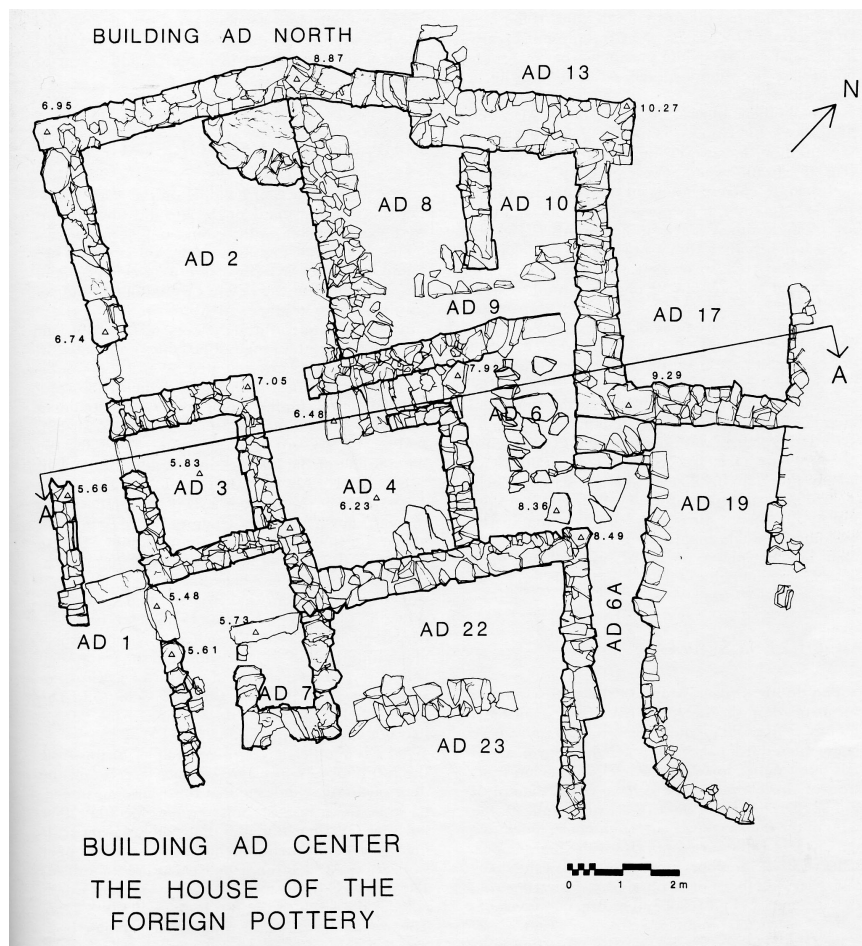 BUILDING AD NORTH
8.87
AD 13
N
6.95
10.27
AD 8
AD 10
AD 2
AD 9
AD 17
6.74
7.05
7.92
9.29
A
6.48
AD 6
5.83
5.66
AD 3
AD 4
A
6.23
8.36
AD 19
8.49
5.48
AD 6A
5.73
AD 22
AD 1
5.61
AD 7
AD 23
BUILDING AD CENTER
THE HOUSE OF THE
FOREIGN POTTERY
0 1 2m